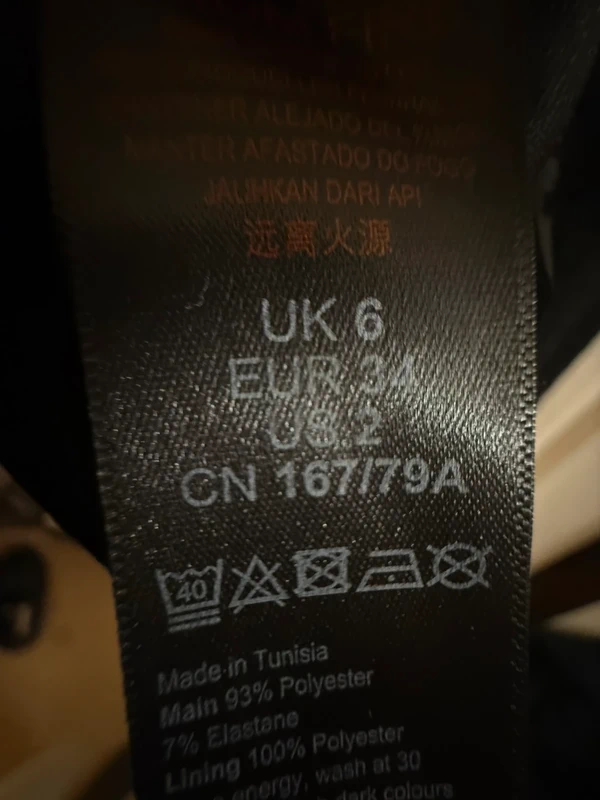 ALEJADO DEL
MANTER AFASTADO DO FOGO
JAUHKAN DARI API
远离火源
UK 6
EUR 34
US 2
CN 167/79A
40
Made in Tunisia
Main 93% Polyester
7% Elastane
Lining 100% Polyester
energy, wash at 30
dark colours